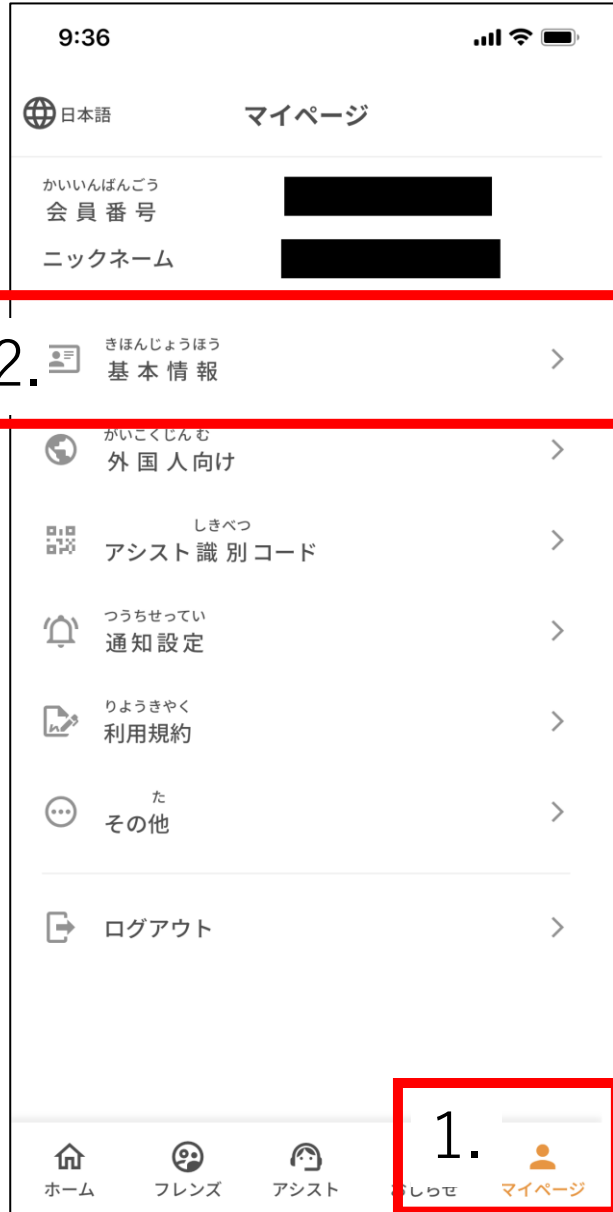 9:36
日本語
マイページ
かいいんばんごう
会員番号
ニックネーム
2.
きほんじょうほう
基本情報
がいこくじん む
外国人向け
しきべつ
アシスト識別コード
つうちせってい
通知設定
りようきやく
利用規約
た
その他
ログアウト
1.
ホーム
フレンズ
アシスト
おしらせ
マイページ